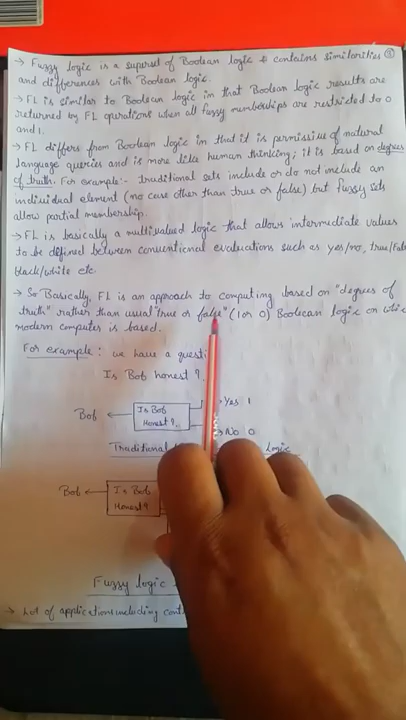 → Fuzzy logic is a superset of Boolean logic & contains similarities ③
and differences with Boolean logic.
→ FL is similar to Boolean logic in that Boolean logic results are
returned by FL operations when all fuzzy memberships are restricted to 0
and 1.
→ FL differs from Boolean logic in that it is permissive of natural
language queries and is more like human thinking; it is based on degrees
of truth. For example:- Traditional sets include or do not include an
individual element (no case other than true or false) but fuzzy sets
allow partial membership.
→ FL is basically a multivalued logic that allows intermediate values
to be defined between conventional evaluations such as yes/no, true/false
black/white etc.
→ So Basically, FL is an approach to computing based on "degrees of
truth" rather than usual "true or false" (1 or 0) Boolean logic on whic
modern computer is based.
For example: we have a questi
Is Bob honest?
Yes 1
Bob ← Is Bob
Honest?
No 0
Traditional Logic
Bob ← Is Bob
Honest?
Fuzzy logic
→ Lot of applications including cont